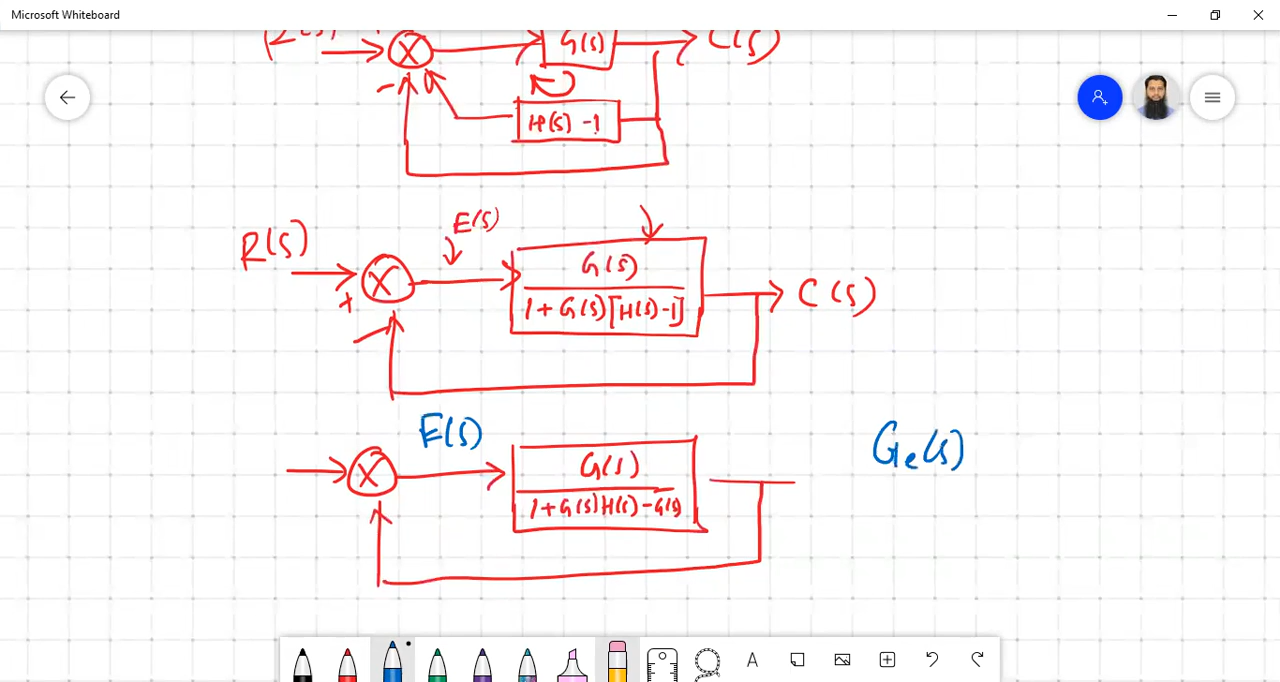 Microsoft Whiteboard
R(s)
X
G(s)
C(s)
-
H(s) -1
R(s)
E(s)
X
+
-
G(s)
1 + G(s)[H(s)-1]
C(s)
E(s)
Ge(s)
X
G(s)
1+G(s)H(s)-G(s)
A